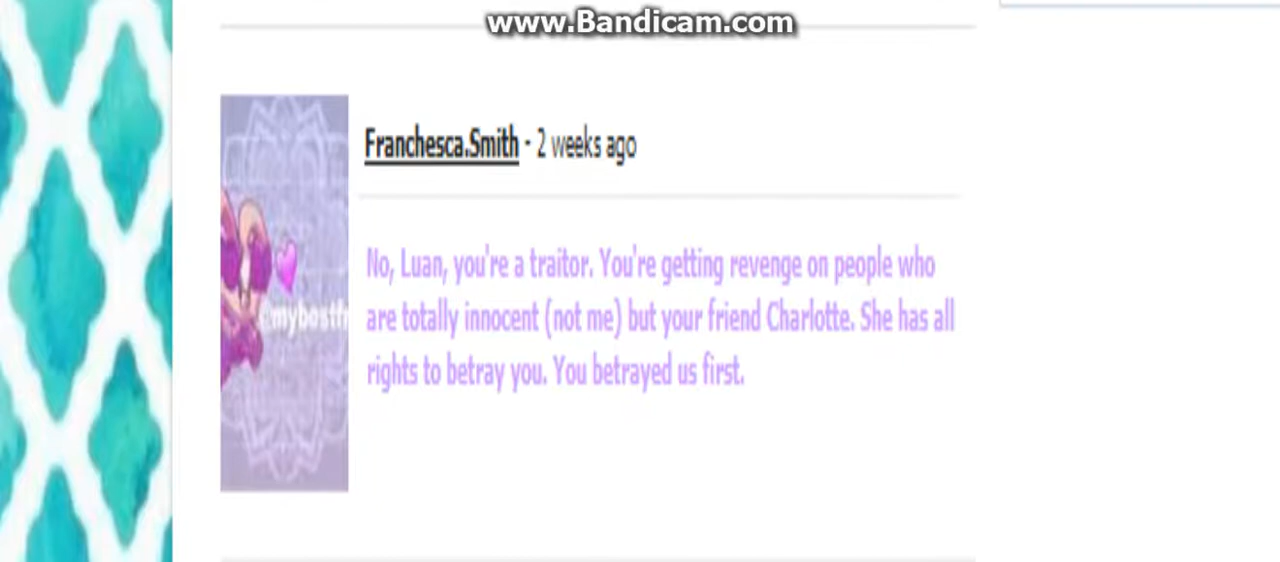 www.Bandicam.com
Franchesca.Smith - 2 weeks ago
No, Luan, you're a traitor. You're getting revenge on people who
are totally innocent (not me) but your friend Charlotte. She has all
rights to betray you. You betrayed us first.